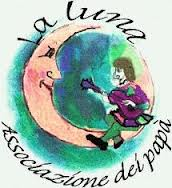 la luna
Associazione dei papà